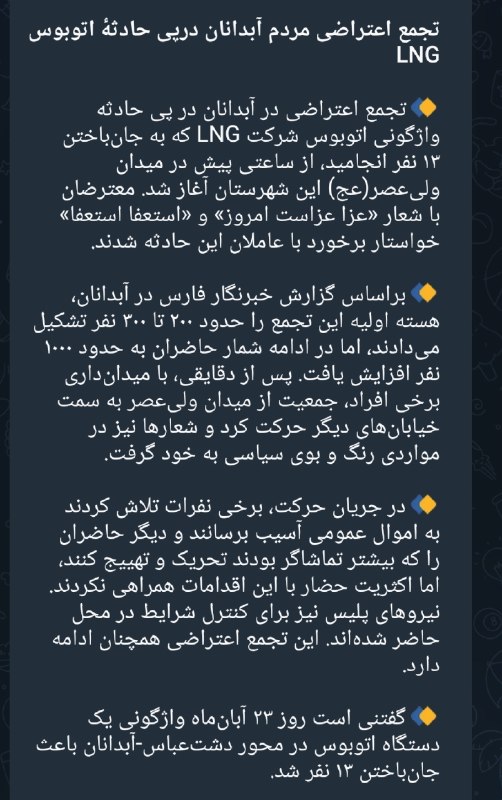 تجمع اعتراضی مردم آبدانان درپی حادثهٔ اتوبوس
LNG
تجمع اعتراضی در آبدانان در پی حادثه
واژگونی اتوبوس شرکت LNG که به جان‌باختن
۱۳ نفر انجامید، از ساعتی پیش در میدان
ولی‌عصر(عج) این شهرستان آغاز شد. معترضان
با شعار «عزا عزاست امروز» و «استعفا استعفا»
خواستار برخورد با عاملان این حادثه شدند.
براساس گزارش خبرنگار فارس در آبدانان،
هسته اولیه این تجمع را حدود ۲۰۰ تا ۳۰۰ نفر تشکیل
می‌دادند، اما در ادامه شمار حاضران به حدود ۱۰۰۰
نفر افزایش یافت. پس از دقایقی، با میدان‌داری
برخی افراد، جمعیت از میدان ولی‌عصر به سمت
خیابان‌های دیگر حرکت کرد و شعارها نیز در
مواردی رنگ و بوی سیاسی به خود گرفت.
در جریان حرکت، برخی نفرات تلاش کردند
به اموال عمومی آسیب برسانند و دیگر حاضران
را که بیشتر تماشاگر بودند تحریک و تهییج کنند،
اما اکثریت حضار با این اقدامات همراهی نکردند.
نیروهای پلیس نیز برای کنترل شرایط در محل
حاضر شده‌اند. این تجمع اعتراضی همچنان ادامه
دارد.
گفتنی است روز ۲۳ آبان‌ماه واژگونی یک
دستگاه اتوبوس در محور دشت‌عباس-آبدانان باعث
جان‌باختن ۱۳ نفر شد.